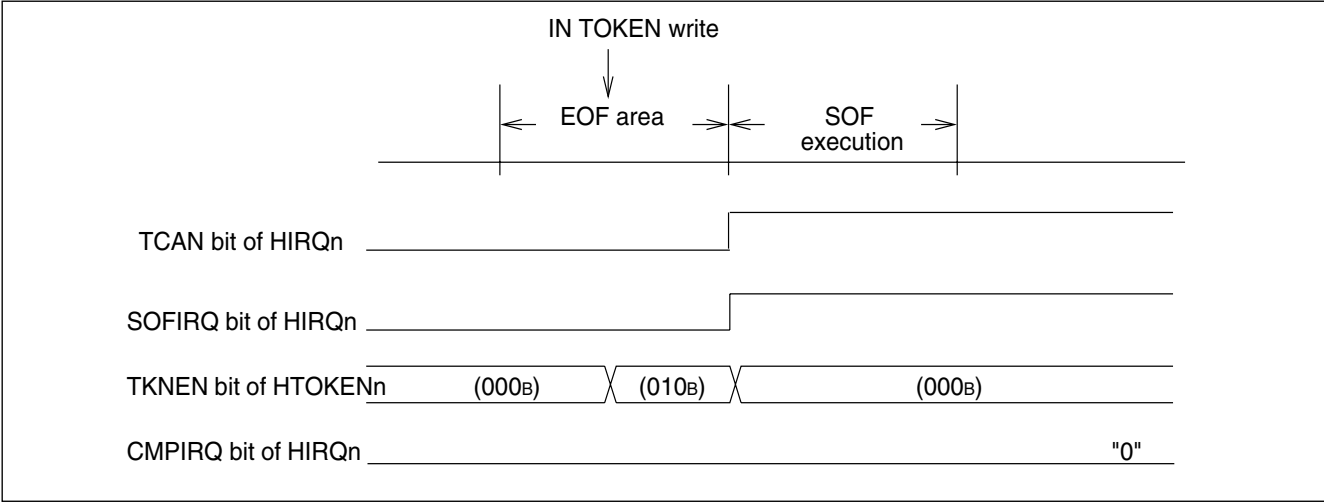 IN TOKEN write
EOF area
SOF
execution
TCAN bit of HIRQn
SOFIRQ bit of HIRQn
TKNEN bit of HTOKENn (000B) (010B) (000B)
CMPIRQ bit of HIRQn "0"